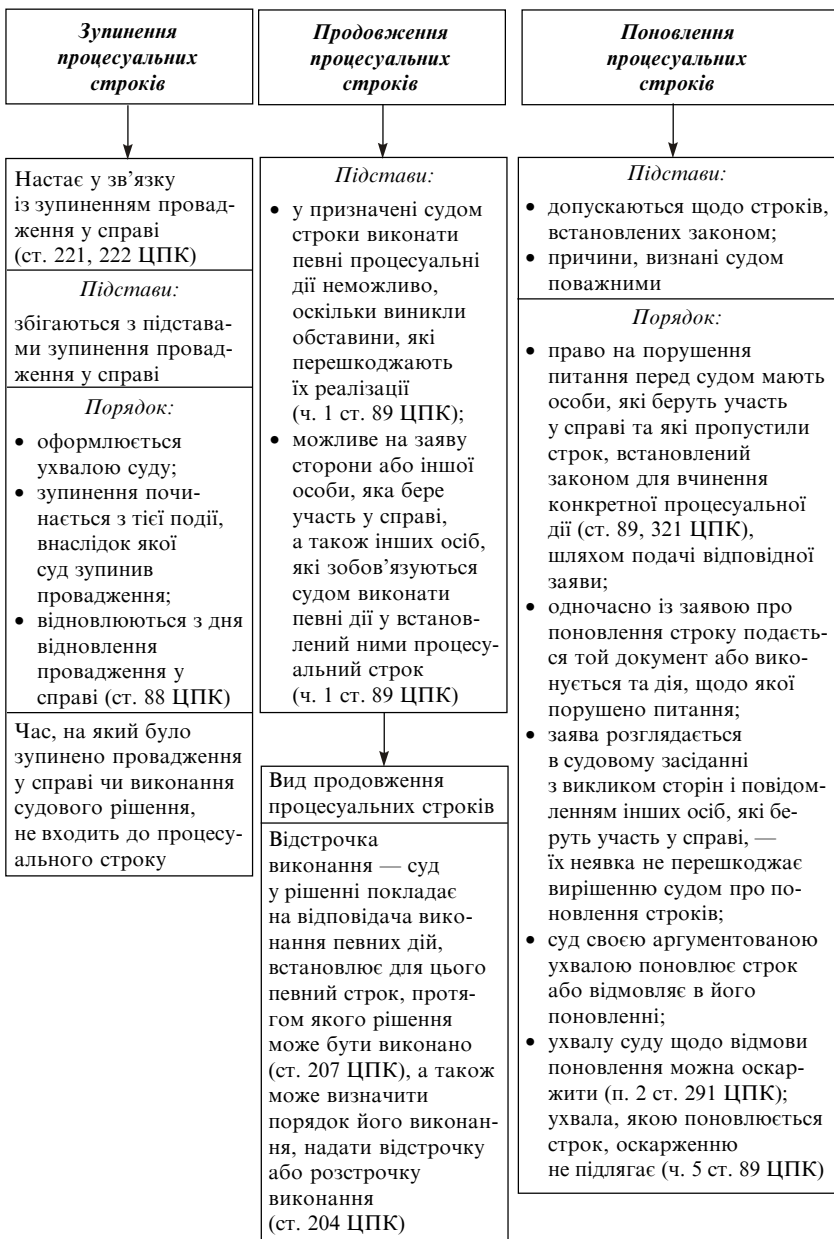 Зупинення
процесуальних
строків
Настає у зв’язку
із зупиненням провад-
ження у справі
(ст. 221, 222 ЦПК)
Підстави:
збігаються з підстава-
ми зупинення провад-
ження у справі
Порядок:
• оформлюється
ухвалою суду;
• зупинення почи-
нається з тієї події,
внаслідок якої
суд зупинив
провадження;
• відновлюються з дня
відновлення
провадження у
справі (ст. 88 ЦПК)
Час, на який було
зупинено провадження
у справі чи виконання
судового рішення,
не входить до процесу-
ального строку
Продовження
процесуальних
строків
Підстави:
• у призначені судом
строки виконати
певні процесуальні
дії неможливо,
оскільки виникли
обставини, які
перешкоджають
їх реалізації
(ч. 1 ст. 89 ЦПК);
• можливе на заяву
сторони або іншої
особи, яка бере
участь у справі,
а також інших осіб,
які зобов’язуються
судом виконати
певні дії у встанов-
лений ними процесу-
альний строк
(ч. 1 ст. 89 ЦПК)
Вид продовження
процесуальних строків
Відстрочка
виконання — суд
у рішенні покладає
на відповідача вико-
нання певних дій,
встановлює для цього
певний строк, протя-
гом якого рішення
може бути виконано
(ст. 207 ЦПК), а також
може визначити
порядок його виконан-
ня, надати відстрочку
або розстрочку
виконання
(ст. 204 ЦПК)
Поновлення
процесуальних
строків
Підстави:
• допускаються щодо строків,
встановлених законом;
• причини, визнані судом
поважними
Порядок:
• право на порушення
питання перед судом мають
особи, які беруть участь
у справі та які пропустили
строк, встановлений
законом для вчинення
конкретної процесуальної
дії (ст. 89, 321 ЦПК),
шляхом подачі відповідної
заяви;
• одночасно із заявою про
поновлення строку подаєть-
ся той документ або вико-
нується та дія, щодо якої
порушено питання;
• заява розглядається
в судовому засіданні
з викликом сторін і повідом-
ленням інших осіб, які бе-
руть участь у справі, —
їх неявка не перешкоджає
вирішенню судом про по-
новлення строків;
• суд своєю аргументованою
ухвалою поновлює строк
або відмовляє в його
поновленні;
• ухвалу суду щодо відмови
поновлення можна оскар-
жити (п. 2 ст. 291 ЦПК);
ухвала, якою поновлюється
строк, оскарженню
не підлягає (ч. 5 ст. 89 ЦПК)